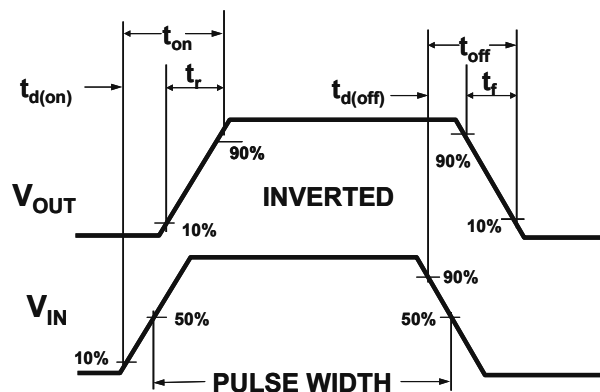 t_on
t_off
t_d(on)
t_r
t_d(off)
t_f
90%
90%
V_OUT
INVERTED
10%
10%
90%
V_IN
50%
50%
10%
PULSE WIDTH